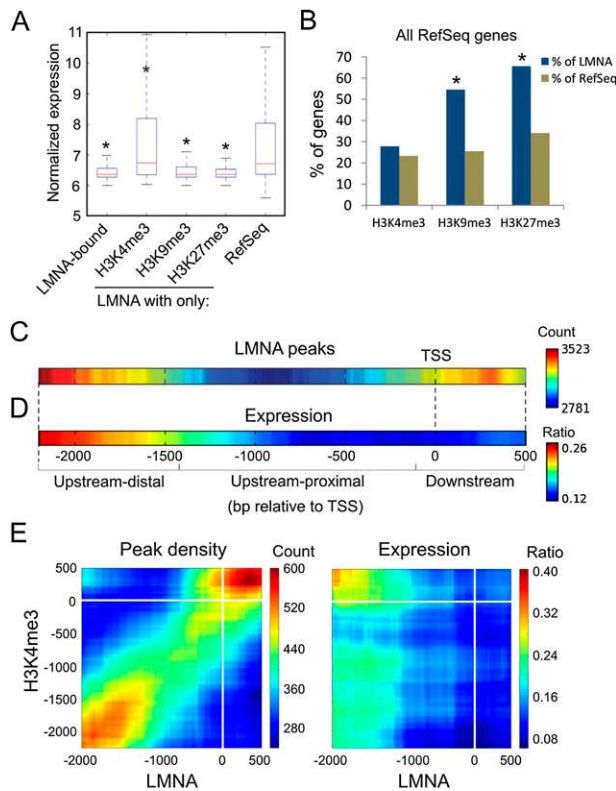 A
Normalized expression
11
10
9
8
7
6
5
*
*
*
*
LMNA-bound
H3K4me3
H3K9me3
H3K27me3
RefSeq
LMNA with only:
B
All RefSeq genes
% of genes
70
60
50
40
30
20
10
0
*
*
% of LMNA
% of RefSeq
H3K4me3 H3K9me3 H3K27me3
C
LMNA peaks
TSS
Count
3523
2781
D
Expression
-2000 -1500 -1000 -500 0 500
Upstream-distal Upstream-proximal Downstream
(bp relative to TSS)
Ratio
0.26
0.12
E
Peak density
Count
H3K4me3
500
0
-500
-1000
-1500
-2000
-2000 -1000 0 500
LMNA
600
520
440
360
280
Expression
Ratio
-2000 -1000 0 500
LMNA
0.40
0.32
0.24
0.16
0.08